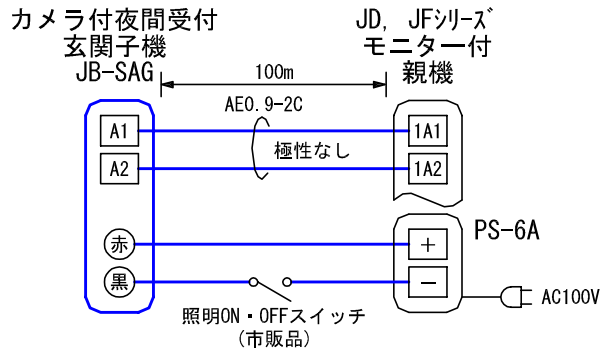 カメラ付夜間受付
玄関子機
JB-SAG
JD, JFシリーズ
モニター付
親機
100m
AE0.9-2C
A1
1A1
極性なし
A2
1A2
赤
+
PS-6A
黒
−
AC100V
照明ON・OFFスイッチ
(市販品)